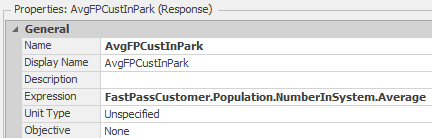 Properties: AvgFPCustInPark (Response)
General
Name AvgFPCustInPark
Display Name AvgFPCustInPark
Description
Expression FastPassCustomer.Population.NumberInSystem.Average
Unit Type Unspecified
Objective None